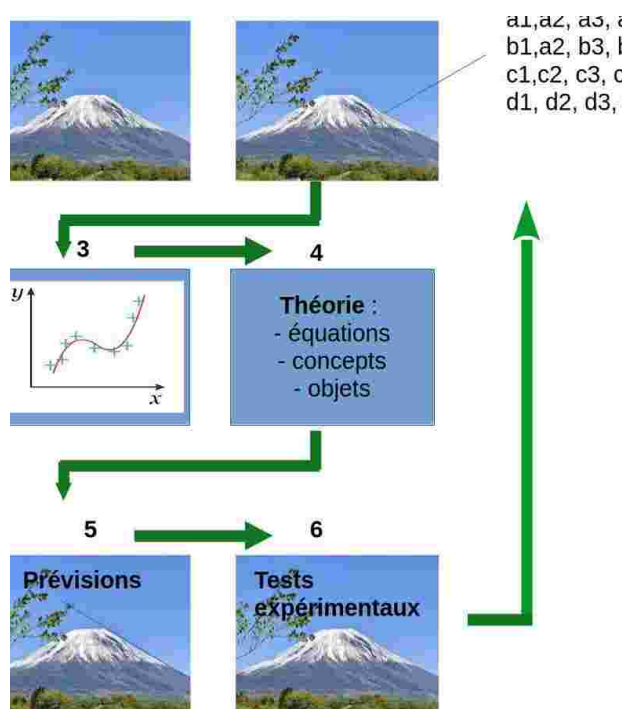 a1,a2, a3,
b1,a2, b3,
c1,c2, c3,
d1, d2, d3,
3
4
y
x
Théorie :
- équations
- concepts
- objets
5
6
Prévisions
Tests
expérimentaux